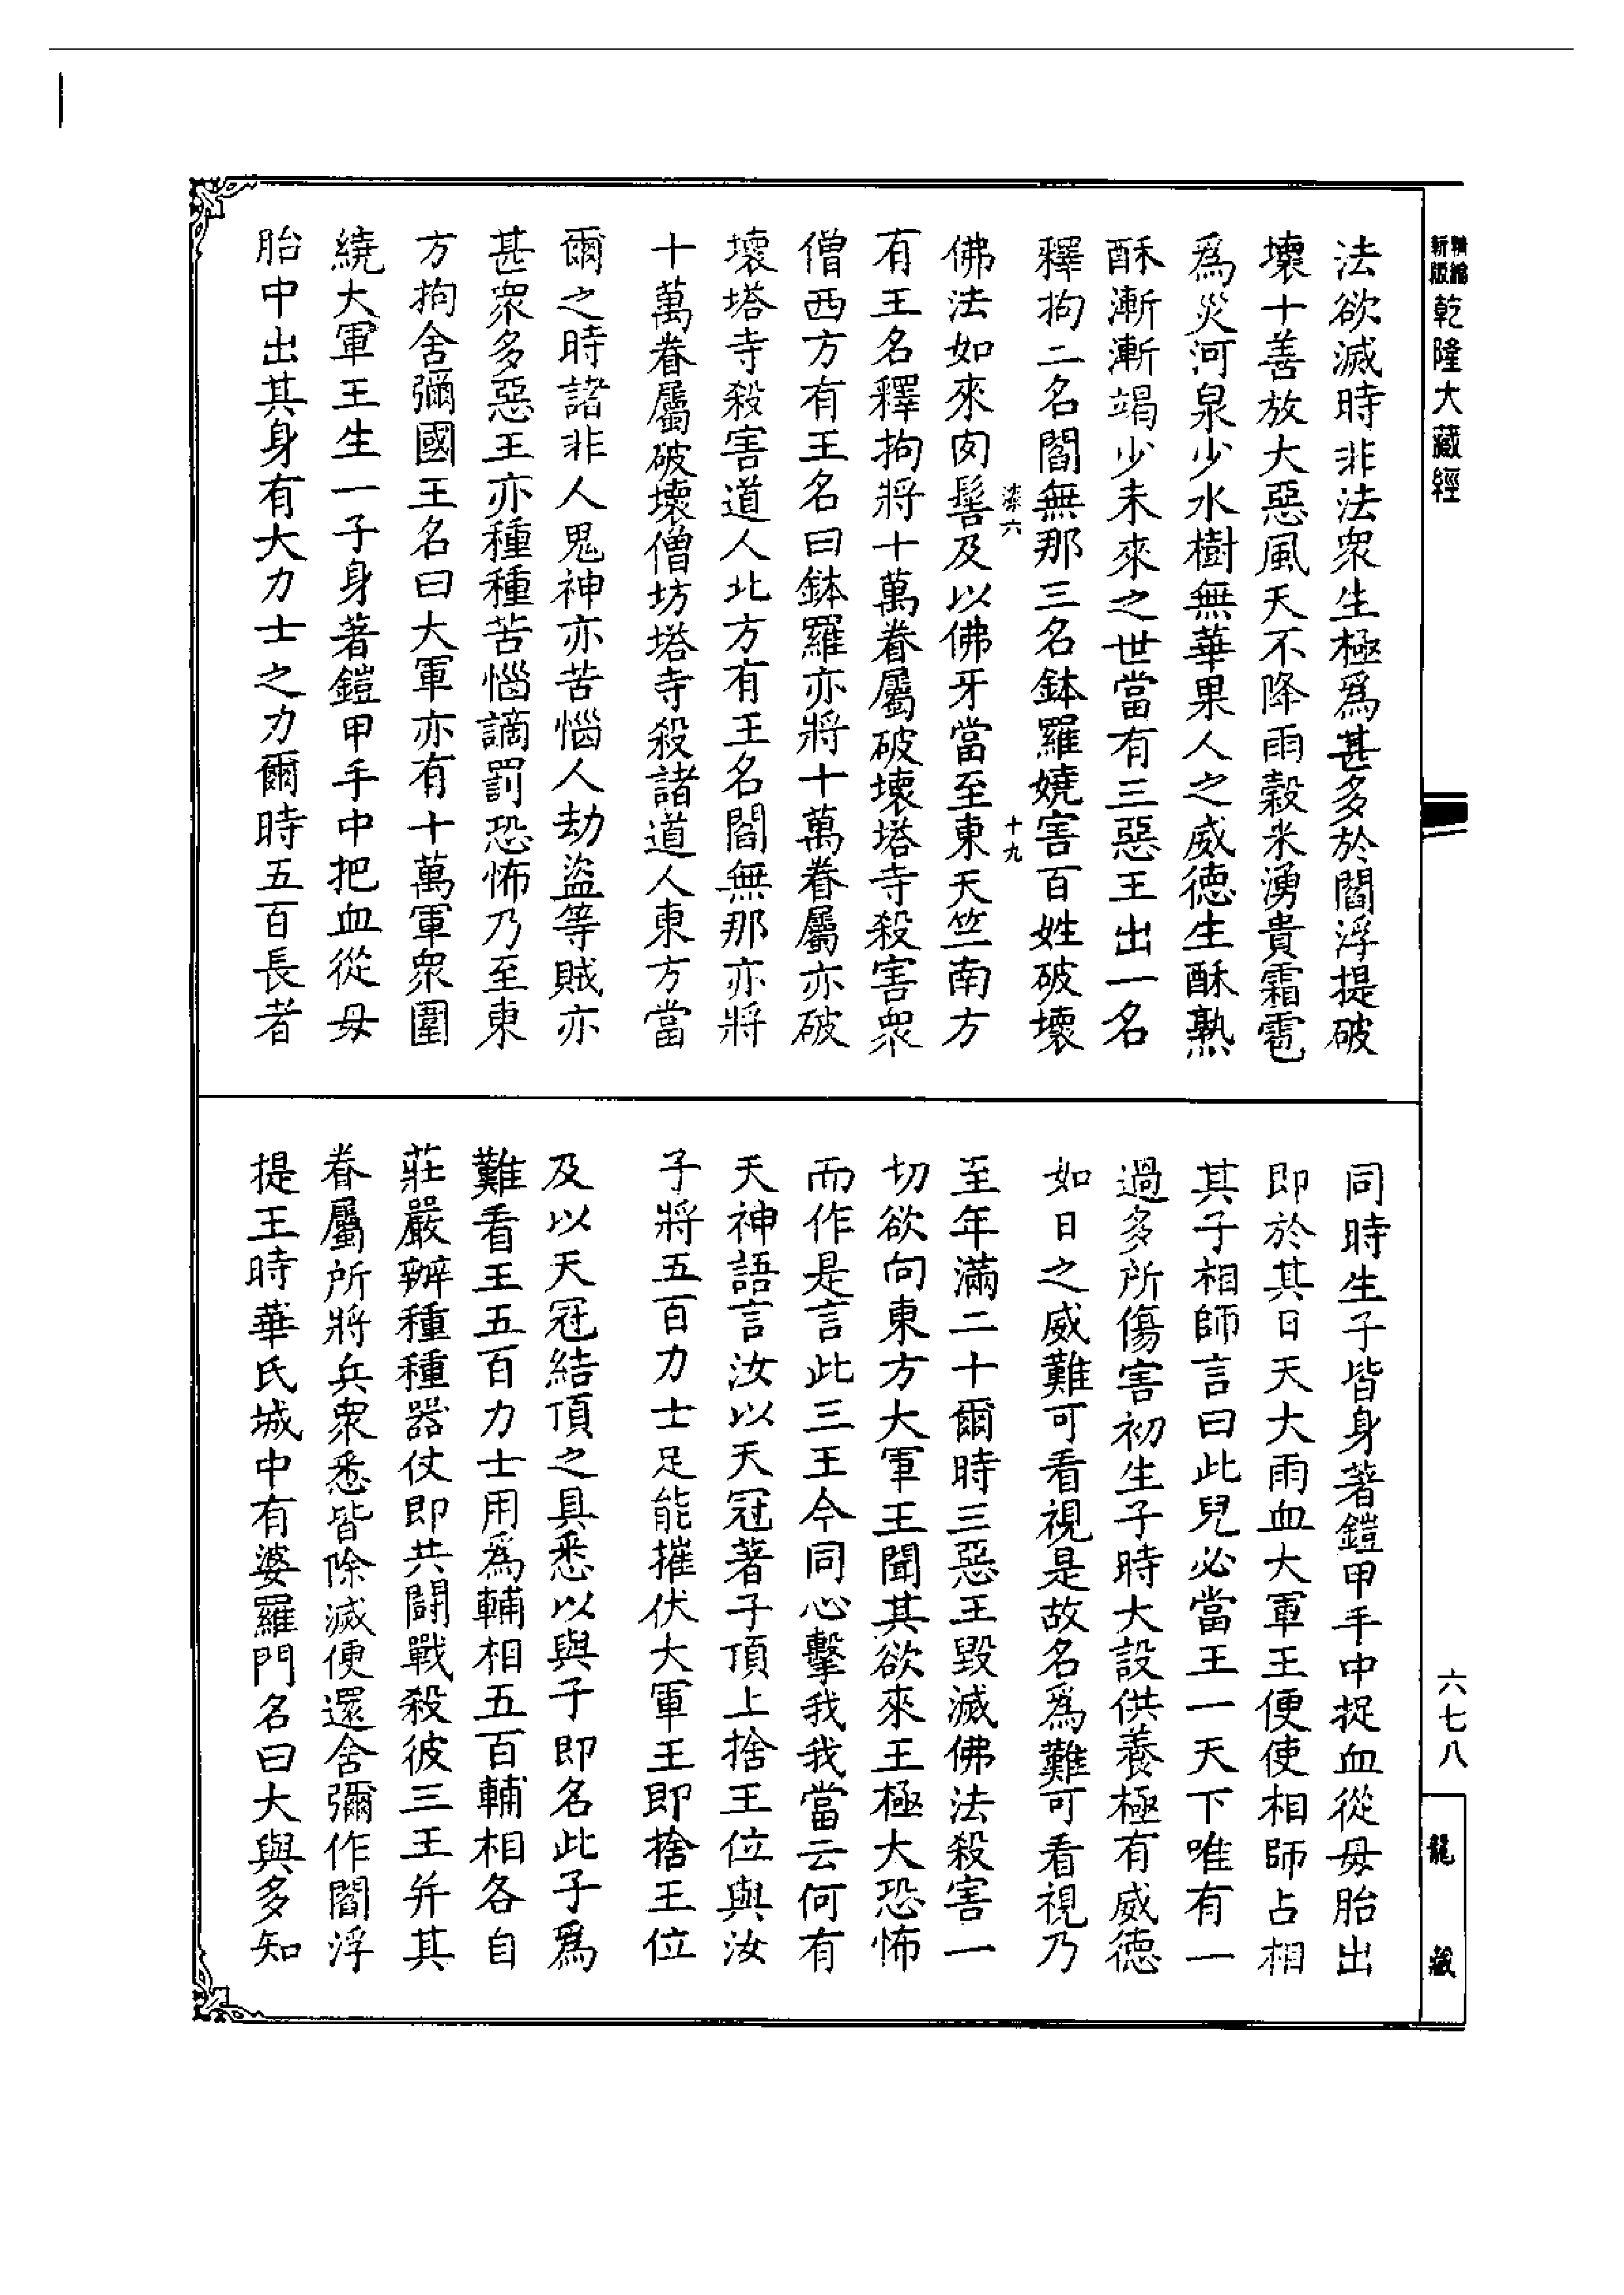 新編
新版
乾隆大藏經
法欲滅時非法衆生極爲甚多於閻浮提破
壞十善放大惡風天不降雨穀米湧貴霜雹
爲災河泉少水樹無華果人之威德生酥熟
酥漸漸竭少未來之世當有三惡王出一名
釋拘二名閻無那三名鉢羅嬈害百姓破壞
漆六
十九
佛法如來肉髻及以佛牙當至東天竺南方
有王名釋拘將十萬眷屬破壞塔寺殺害衆
僧西方有王名曰鉢羅亦將十萬眷屬亦破
壞塔寺殺害道人北方有王名閻無那亦將
十萬眷屬破壞僧坊塔寺殺諸道人東方當
爾之時諸非人鬼神亦苦惱人劫盜等賊亦
甚衆多惡王亦種種苦惱謫罰恐怖乃至東
方拘舍彌國王名曰大軍亦有十萬軍衆圍
繞大軍王生一子身著鎧甲手中把血從母
胎中出其身有大力士之力爾時五百長者
同時生子皆身著鎧甲手中捉血從母胎出
即於其日天大雨血大軍王便使相師占相
其子相師言曰此兒必當王一天下唯有一
過多所傷害初生子時大設供養極有威德
如日之威難可看視是故名爲難可看視乃
至年滿二十爾時三惡王毀滅佛法殺害一
切欲向東方大軍王聞其欲來王極大恐怖
而作是言此三王今同心擊我我當云何有
天神語言汝以天冠著子頂上捨王位與汝
子將五百力士足能摧伏大軍王即捨王位
及以天冠結頂之具悉以與子即名此子爲
難看王五百力士用爲輔相五百輔相各自
莊嚴辦種種器仗即共鬪戰殺彼三王并其
眷屬所將兵衆悉皆除滅便還舍彌作閻浮
提王時華氏城中有婆羅門名曰大與多知
六七八
龍藏